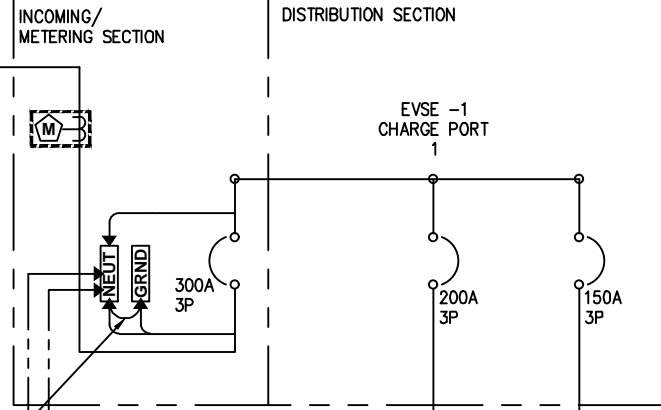 INCOMING/
METERING SECTION
DISTRIBUTION SECTION
M
EVSE -1
CHARGE PORT
1
NEUT
GRND
300A
3P
200A
3P
150A
3P